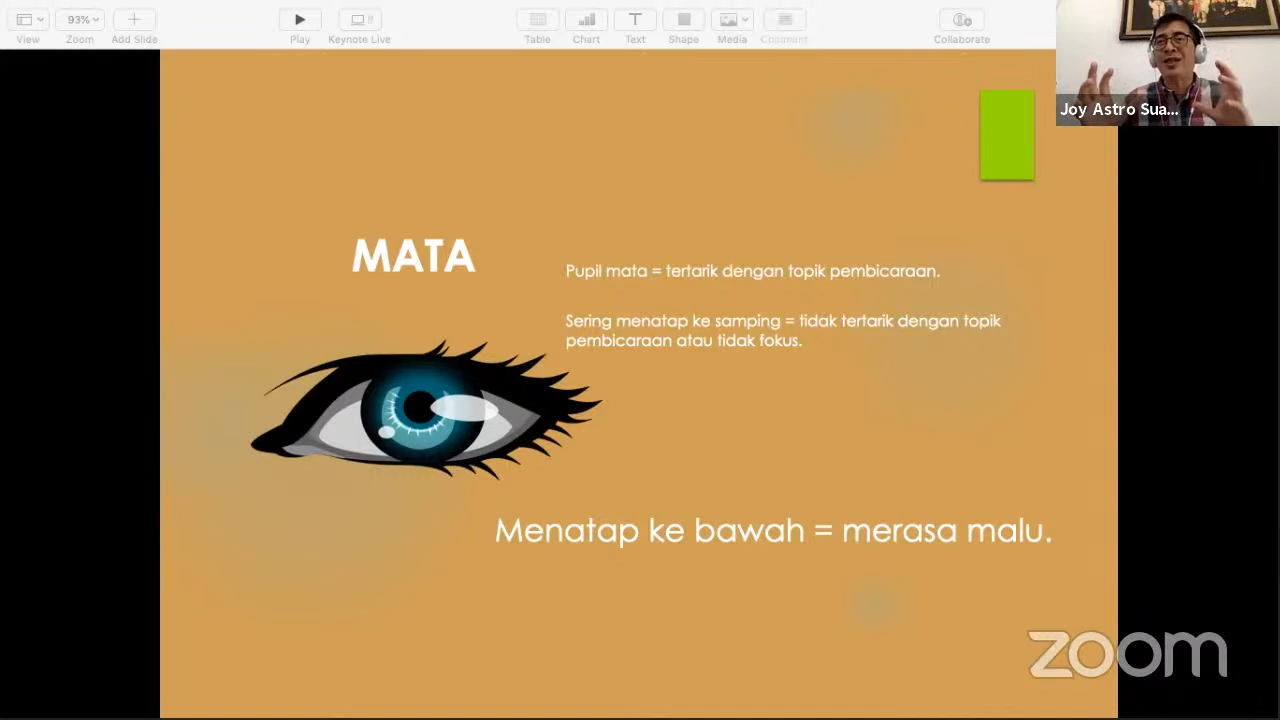 93%
View
Zoom
Add Slide
Play
Keynote Live
Table
Chart
Text
Shape
Media
Comment
Collaborate
Joy Astro Sua...
MATA
Pupil mata = tertarik dengan topik pembicaraan.
Sering menatap ke samping = tidak tertarik dengan topik
pembicaraan atau tidak fokus.
Menatap ke bawah = merasa malu.
zoom